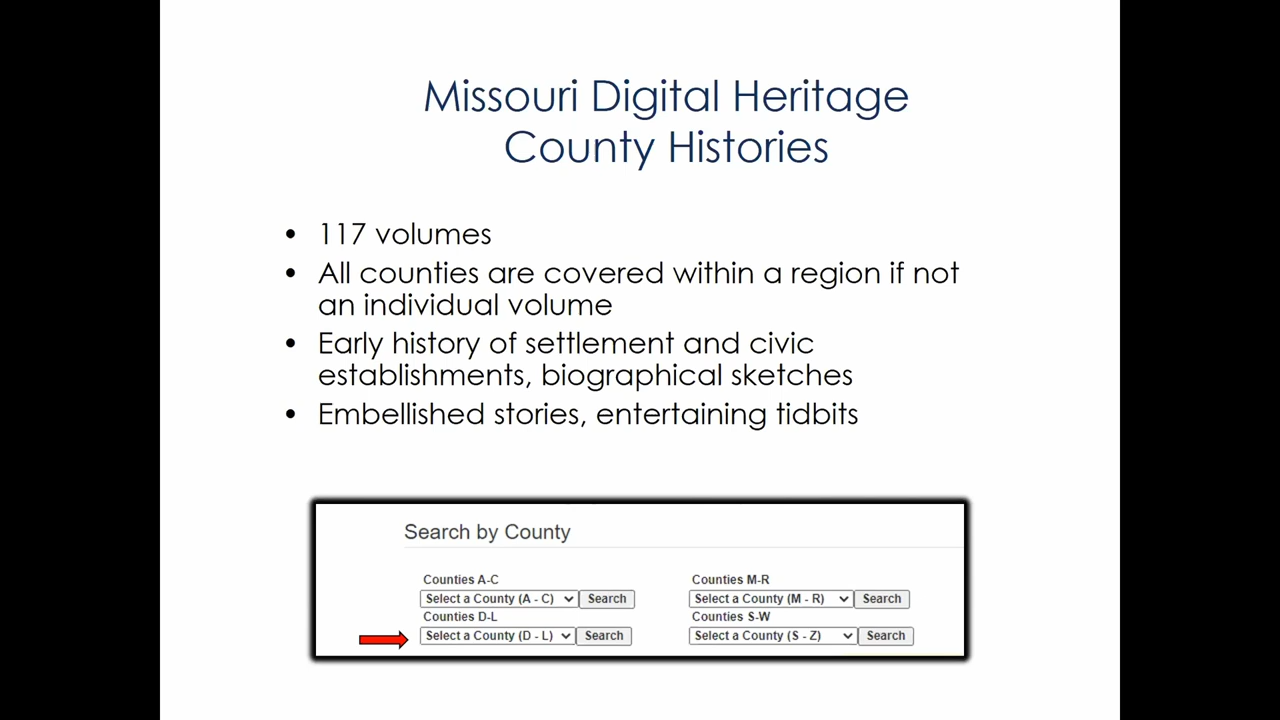 Missouri Digital Heritage
County Histories
• 117 volumes
• All counties are covered within a region if not
an individual volume
• Early history of settlement and civic
establishments, biographical sketches
• Embellished stories, entertaining tidbits
Search by County
Counties A-C
Select a County (A - C) Search
Counties D-L
Select a County (D - L) Search
Counties M-R
Select a County (M - R) Search
Counties S-W
Select a County (S - Z) Search